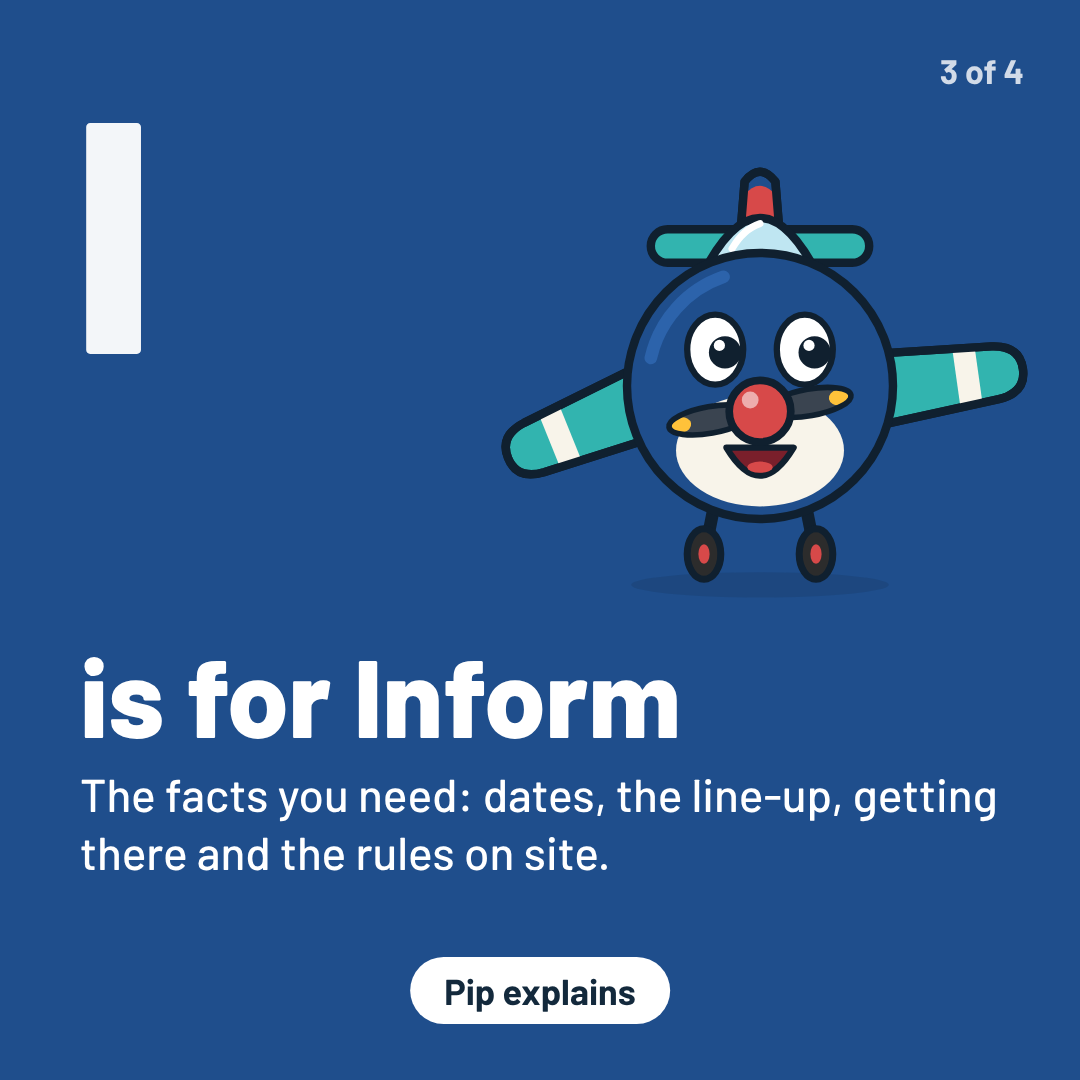 3 of 4
I
is for Inform
The facts you need: dates, the line-up, getting
there and the rules on site.
Pip explains